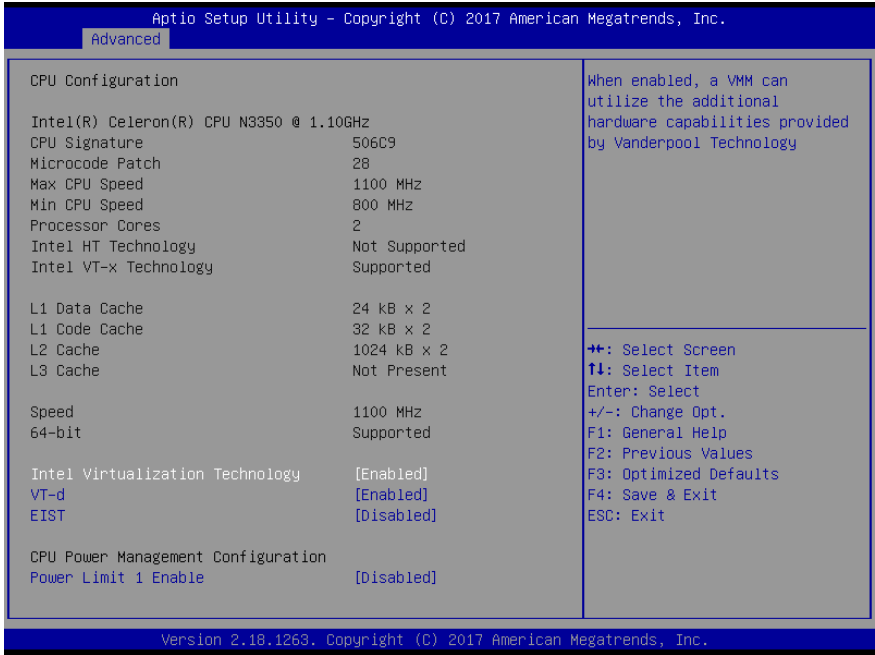 Aptio Setup Utility – Copyright (C) 2017 American Megatrends, Inc.
Advanced
CPU Configuration
Intel(R) Celeron(R) CPU N3350 @ 1.10GHz
CPU Signature 506C9
Microcode Patch 28
Max CPU Speed 1100 MHz
Min CPU Speed 800 MHz
Processor Cores 2
Intel HT Technology Not Supported
Intel VT-x Technology Supported
L1 Data Cache 24 kB x 2
L1 Code Cache 32 kB x 2
L2 Cache 1024 kB x 2
L3 Cache Not Present
Speed 1100 MHz
64-bit Supported
Intel Virtualization Technology [Enabled]
VT-d [Enabled]
EIST [Disabled]
CPU Power Management Configuration
Power Limit 1 Enable [Disabled]
When enabled, a VMM can
utilize the additional
hardware capabilities provided
by Vanderpool Technology
→←: Select Screen
↑↓: Select Item
Enter: Select
+/-: Change Opt.
F1: General Help
F2: Previous Values
F3: Optimized Defaults
F4: Save & Exit
ESC: Exit
Version 2.18.1263. Copyright (C) 2017 American Megatrends, Inc.